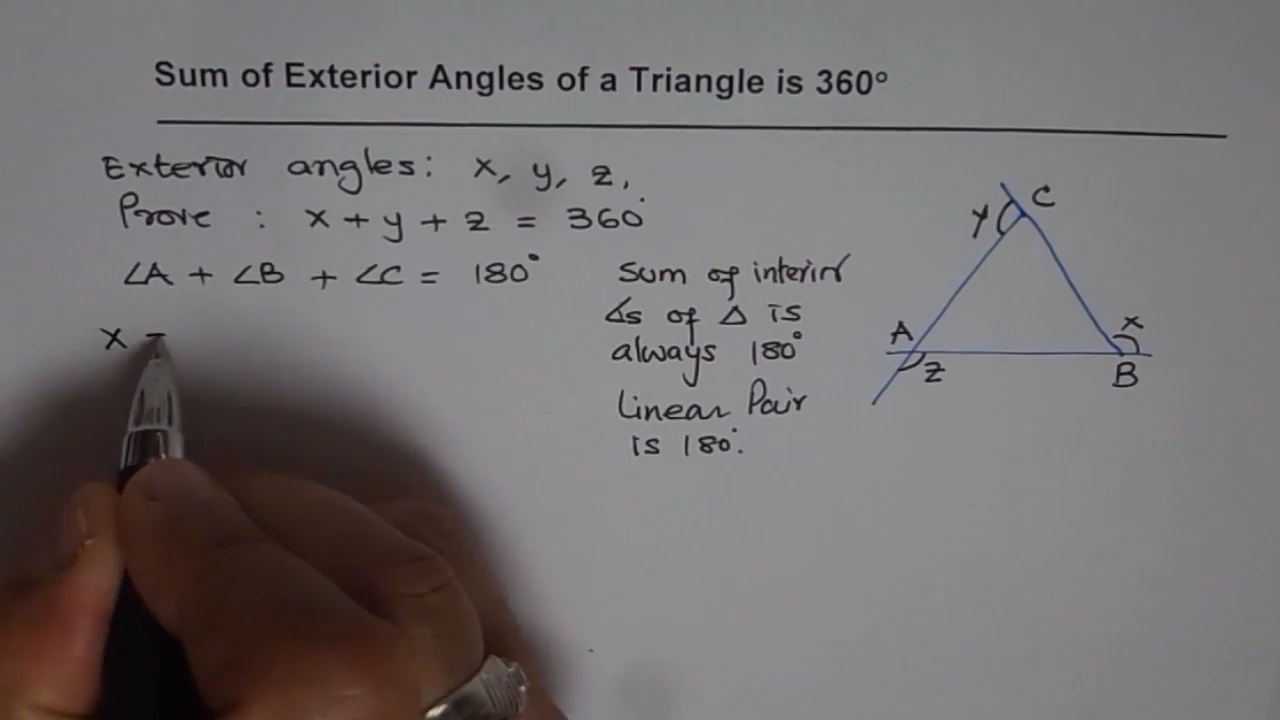 Sum of Exterior Angles of a Triangle is 360°
Exterior angles: x, y, z,
Prove : x + y + z = 360°
∠A + ∠B + ∠C = 180°
Sum of interior
∠s of △ is
always 180°
Linear Pair
is 180°.
x =
C
y
A
z
x
B